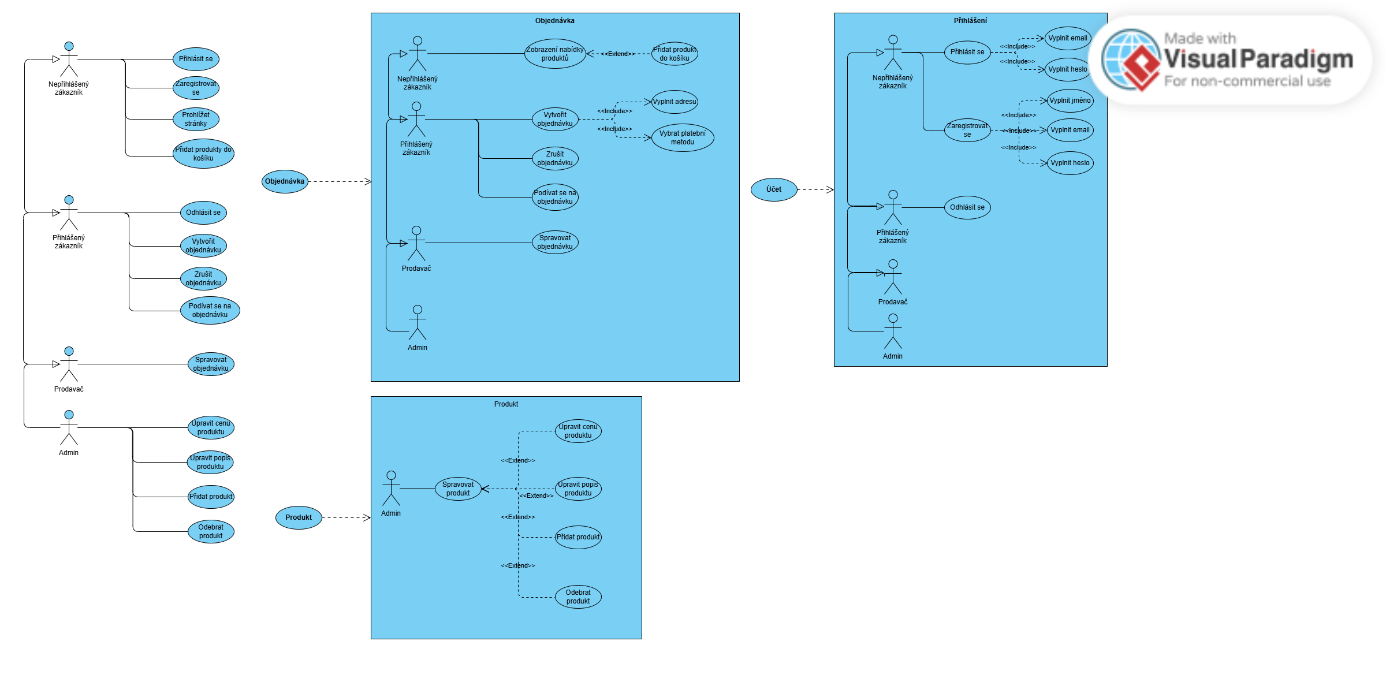 Nepřihlášený
zákazník
Přihlásit se
Zaregistrovat
se
Prohlížet
stránky
Přidat produkty do
košíku
Přihlášený
zákazník
Odhlásit se
Vytvořit
objednávku
Zrušit
objednávku
Podívat se na
objednávku
Prodavač
Spravovat
objednávku
Admin
Upravit cenu
produktu
Upravit popis
produktu
Přidat produkt
Odebrat
produkt
Objednávka
Objednávka
Nepřihlášený
zákazník
Zobrazení nabídky
produktů
<<Extend>>
Přidat produkt
do košíku
Přihlášený
zákazník
Vytvořit
objednávku
<<Include>>
<<Include>>
Vyplnit adresu
Vybrat platební
metodu
Zrušit
objednávku
Podívat se na
objednávku
Prodavač
Spravovat
objednávku
Admin
Produkt
Produkt
Admin
Spravovat
produkt
<<Extend>>
<<Extend>>
<<Extend>>
<<Extend>>
Upravit cenu
produktu
Upravit popis
produktu
Přidat produkt
Odebrat
produkt
Účet
Přihlášení
Nepřihlášený
zákazník
Přihlásit se
<<Include>>
<<Include>>
Vyplnit email
Vyplnit heslo
Zaregistrovat
se
<<Include>>
<<Include>>
<<Include>>
Vyplnit jméno
Vyplnit email
Vyplnit heslo
Přihlášený
zákazník
Odhlásit se
Prodavač
Admin
Made with
Visual Paradigm
For non-commercial use